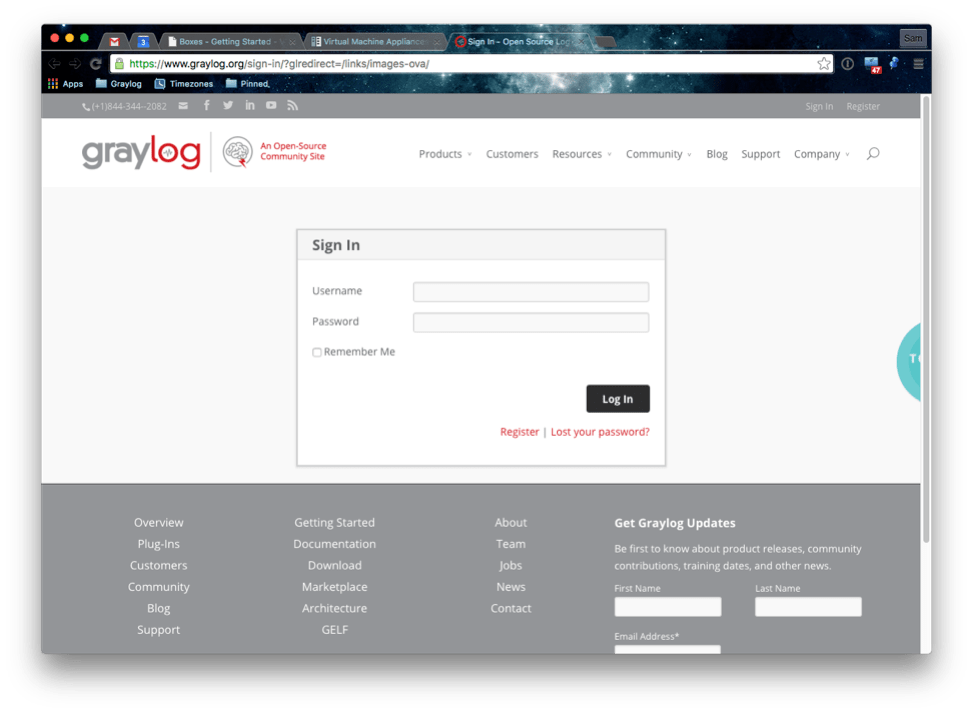 3
Boxes - Getting Started - V
Virtual Machine Appliances
Sign In - Open Source Log
Sam
https://www.graylog.org/sign-in/?glredirect=/links/images-ova/
47
Apps
Graylog
Timezones
Pinned.
(+1)844-344--2082
Sign In
Register
graylog
An Open-Source
Community Site
Products
Customers
Resources
Community
Blog
Support
Company
Sign In
Username
Password
Remember Me
Log In
Register | Lost your password?
Overview
Plug-Ins
Customers
Community
Blog
Support
Getting Started
Documentation
Download
Marketplace
Architecture
GELF
About
Team
Jobs
News
Contact
Get Graylog Updates
Be first to know about product releases, community
contributions, training dates, and other news.
First Name
Last Name
Email Address*